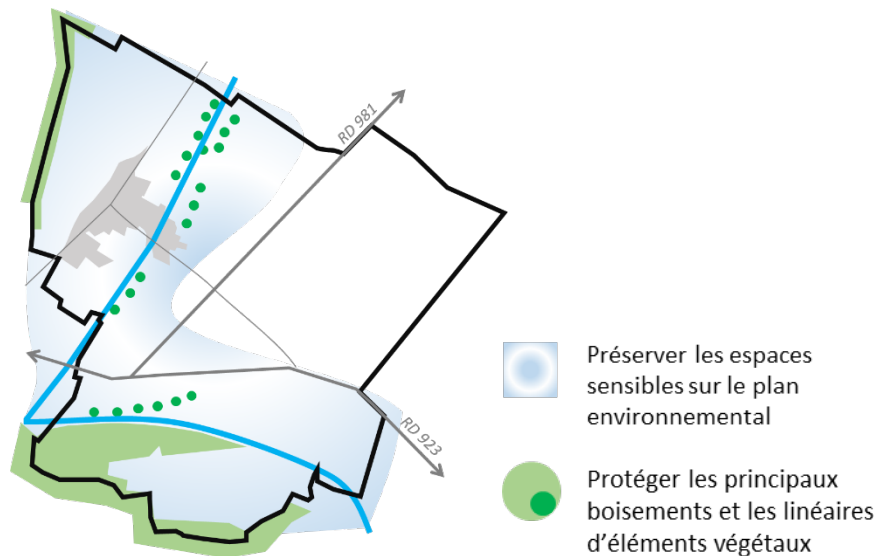 RD 981
RD 923
Préserver les espaces
sensibles sur le plan
environnemental
Protéger les principaux
boisements et les linéaires
d’éléments végétaux